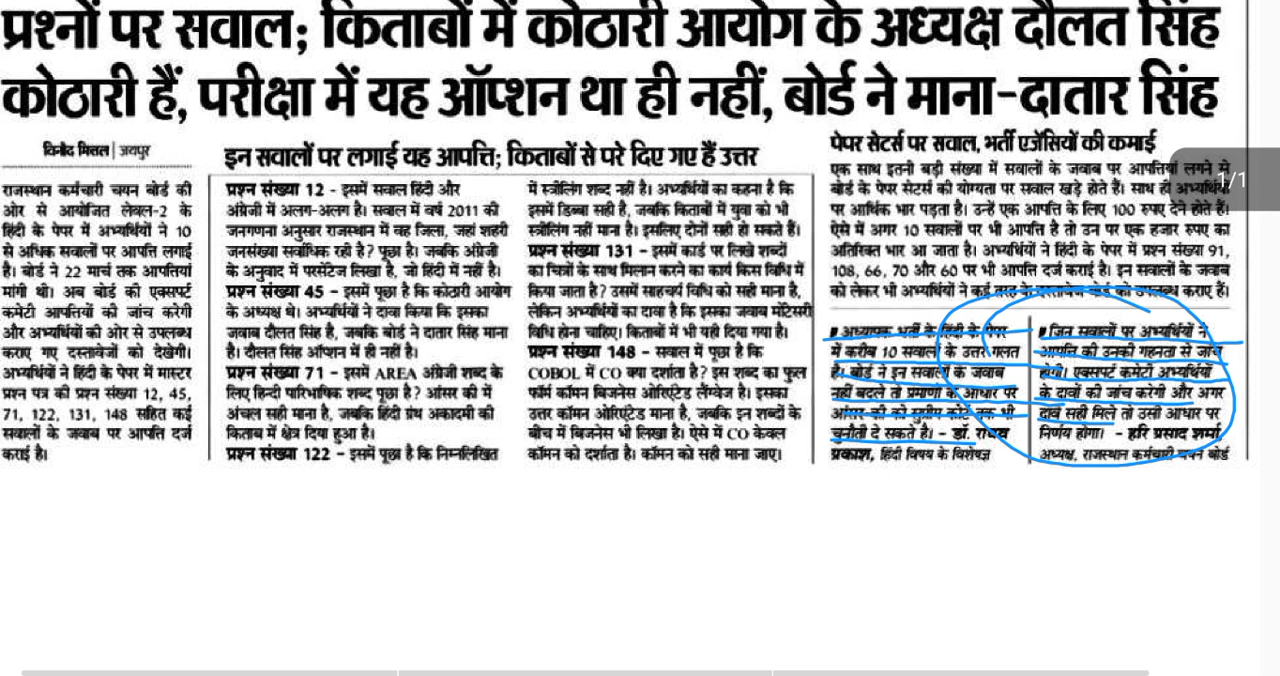 प्रश्नों पर सवाल; किताबों में कोठारी आयोग के अध्यक्ष दौलत सिंह
कोठारी हैं, परीक्षा में यह ऑप्शन था ही नहीं, बोर्ड ने माना-दातार सिंह
विनोद मित्तल | जयपुर
राजस्थान कर्मचारी चयन बोर्ड की
ओर से आयोजित लेवल-2 के
हिंदी के पेपर में अभ्यर्थियों ने 10
से अधिक सवालों पर आपत्ति लगाई
है। बोर्ड ने 22 मार्च तक आपत्तियां
मांगी थी। अब बोर्ड की एक्सपर्ट
कमेटी आपत्तियों की जांच करेगी
और अभ्यर्थियों की ओर से उपलब्ध
कराए गए दस्तावेजों को देखेगी।
अभ्यर्थियों ने हिंदी के पेपर में मास्टर
प्रश्न पत्र की प्रश्न संख्या 12, 45,
71, 122, 131, 148 सहित कई
सवालों के जवाब पर आपत्ति दर्ज
कराई है।
इन सवालों पर लगाई यह आपत्ति; किताबों से परे दिए गए हैं उत्तर
प्रश्न संख्या 12 - इसमें सवाल हिंदी और
अंग्रेजी में अलग-अलग है। सवाल में वर्ष 2011 की
जनगणना अनुसार राजस्थान में वह जिला, जहां शहरी
जनसंख्या सर्वाधिक रही है? पूछा है। जबकि अंग्रेजी
के अनुवाद में परसेंटेज लिखा है, जो हिंदी में नहीं है।
प्रश्न संख्या 45 - इसमें पूछा है कि कोठारी आयोग
के अध्यक्ष थे। अभ्यर्थियों ने दावा किया कि इसका
जवाब दौलत सिंह है, जबकि बोर्ड ने दातार सिंह माना
है। दौलत सिंह ऑप्शन में ही नहीं है।
प्रश्न संख्या 71 - इसमें AREA अंग्रेजी शब्द के
लिए हिन्दी पारिभाषिक शब्द पूछा है? आंसर की में
अंचल सही माना है, जबकि हिंदी ग्रंथ अकादमी की
किताब में क्षेत्र दिया हुआ है।
प्रश्न संख्या 122 - इसमें पूछा है कि निम्नलिखित
में स्त्रीलिंग शब्द नहीं है। अभ्यर्थियों का कहना है कि
इसमें डिब्बा सही है, जबकि किताबों में युवा को भी
स्त्रीलिंग नहीं माना है। इसलिए दोनों सही हो सकते हैं।
प्रश्न संख्या 131 - इसमें कार्ड पर लिखे शब्दों
का चित्रों के साथ मिलान करने का कार्य किस विधि में
किया जाता है? उसमें साहचर्य विधि को सही माना है,
लेकिन अभ्यर्थियों का दावा है कि इसका जवाब मोंटेसरी
विधि होना चाहिए। किताबों में भी यही दिया गया है।
प्रश्न संख्या 148 - सवाल में पूछा है कि
COBOL में CO क्या दर्शाता है? इस शब्द का फुल
फॉर्म कॉमन बिजनेस ओरिएंटेड लैंग्वेज है। इसका
उत्तर कॉमन ओरिएंटेड माना है, जबकि इन शब्दों के
बीच में बिजनेस भी लिखा है। ऐसे में CO केवल
कॉमन को दर्शाता है। कॉमन को सही माना जाए।
पेपर सेटर्स पर सवाल, भर्ती एजेंसियों की कमाई
एक साथ इतनी बड़ी संख्या में सवालों के जवाब पर आपत्तियां लगने से
बोर्ड के पेपर सेटर्स की योग्यता पर सवाल खड़े होते हैं। साथ ही अभ्यर्थियों
पर आर्थिक भार पड़ता है। उन्हें एक आपत्ति के लिए 100 रुपए देने होते हैं।
ऐसे में अगर 10 सवालों पर भी आपत्ति है तो उन पर एक हजार रुपए का
अतिरिक्त भार आ जाता है। अभ्यर्थियों ने हिंदी के पेपर में प्रश्न संख्या 91,
108, 66, 70 और 60 पर भी आपत्ति दर्ज कराई है। इन सवालों के जवाब
को लेकर भी अभ्यर्थियों ने कई तरह के दस्तावेज बोर्ड को उपलब्ध कराए हैं।
1/1
अध्यापक भर्ती के हिंदी के पेपर
में करीब 10 सवालों के उत्तर गलत
है। बोर्ड ने इन सवालों के जवाब
नहीं बदले तो प्रमाणों के आधार पर
आंसर की को सुप्रीम कोर्ट तक भी
चुनौती दे सकते है। - डॉ. राघव
प्रकाश, हिंदी विषय के विशेषज्ञ
जिन सवालों पर अभ्यर्थियों ने
आपत्ति की उनकी गहनता से जांच
होगी। एक्सपर्ट कमेटी अभ्यर्थियों
के दावों की जांच करेगी और अगर
दावे सही मिले तो उसी आधार पर
निर्णय होगा। - हरि प्रसाद शर्मा,
अध्यक्ष, राजस्थान कर्मचारी चयन बोर्ड